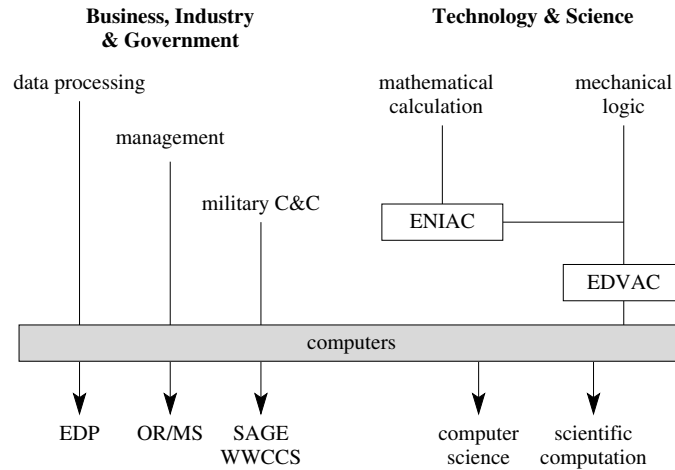 Business, Industry
& Government
Technology & Science
data processing
mathematical
calculation
mechanical
logic
management
military C&C
ENIAC
EDVAC
computers
EDP
OR/MS
SAGE
WWCCS
computer
science
scientific
computation